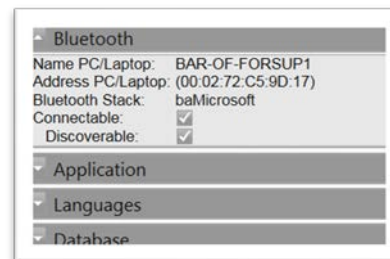 Bluetooth
Name PC/Laptop: BAR-OF-FORSUP1
Address PC/Laptop: (00:02:72:C5:9D:17)
Bluetooth Stack: baMicrosoft
Connectable:
Discoverable:
Application
Languages
Database